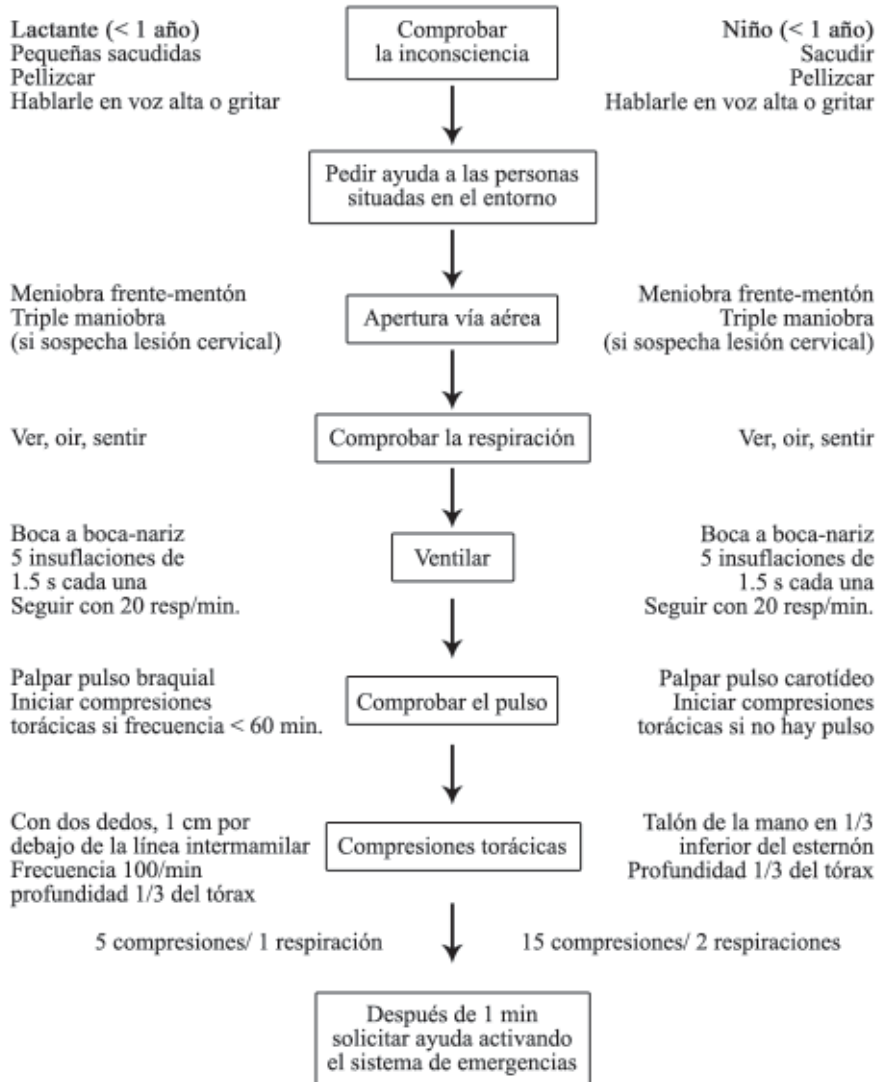 Lactante (< 1 año)
Pequeñas sacudidas
Pellizcar
Hablarle en voz alta o gritar
Comprobar
la inconsciencia
Niño (< 1 año)
Sacudir
Pellizcar
Hablarle en voz alta o gritar
Pedir ayuda a las personas
situadas en el entorno
Meniobra frente-mentón
Triple maniobra
(si sospecha lesión cervical)
Apertura vía aérea
Meniobra frente-mentón
Triple maniobra
(si sospecha lesión cervical)
Ver, oir, sentir
Comprobar la respiración
Ver, oir, sentir
Boca a boca-nariz
5 insuflaciones de
1.5 s cada una
Seguir con 20 resp/min.
Ventilar
Boca a boca-nariz
5 insuflaciones de
1.5 s cada una
Seguir con 20 resp/min.
Palpar pulso braquial
Iniciar compresiones
torácicas si frecuencia < 60 min.
Comprobar el pulso
Palpar pulso carotídeo
Iniciar compresiones
torácicas si no hay pulso
Con dos dedos, 1 cm por
debajo de la línea intermamilar
Frecuencia 100/min
profundidad 1/3 del tórax
Compresiones torácicas
Talón de la mano en 1/3
inferior del esternón
Profundidad 1/3 del tórax
5 compresiones/ 1 respiración
15 compresiones/ 2 respiraciones
Después de 1 min
solicitar ayuda activando
el sistema de emergencias